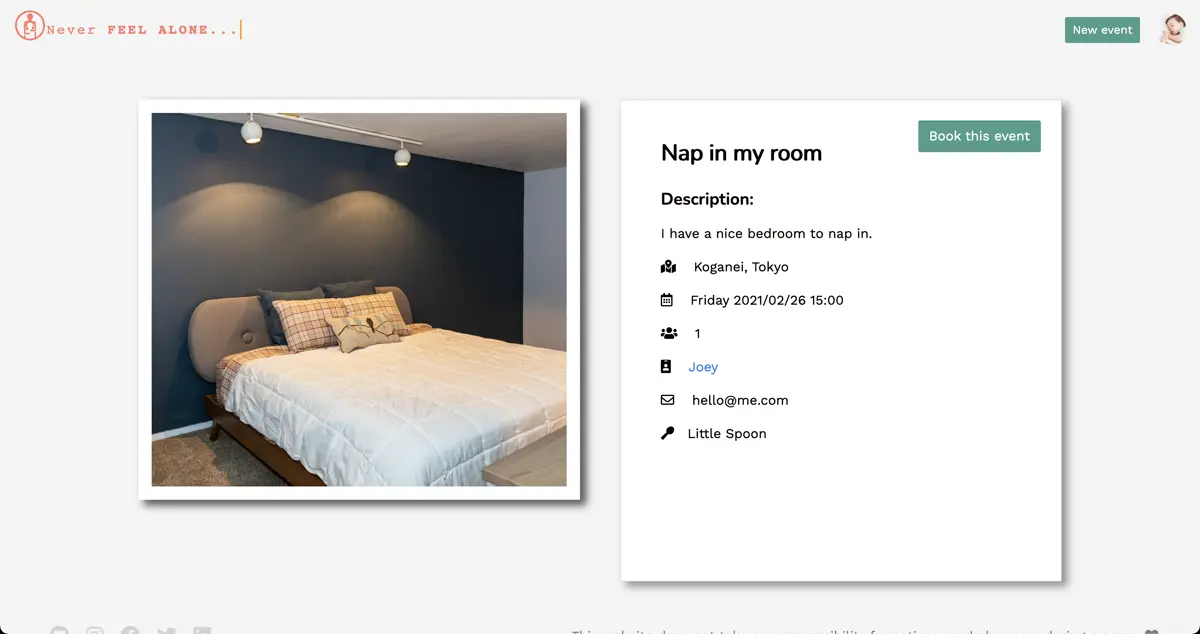 Never FEEL ALONE...
New event
Book this event
Nap in my room
Description:
I have a nice bedroom to nap in.
Koganei, Tokyo
Friday 2021/02/26 15:00
1
Joey
hello@me.com
Little Spoon